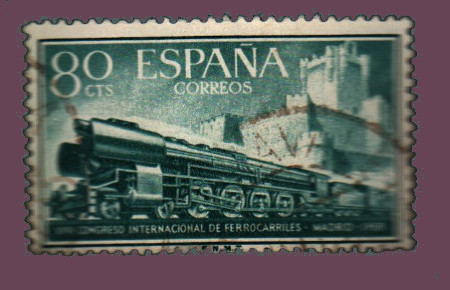 80 ESPAÑA
CTS CORREOS
CONGRESO INTERNACIONAL DE FERROCARRILES - MADRID
F.N.M.T.